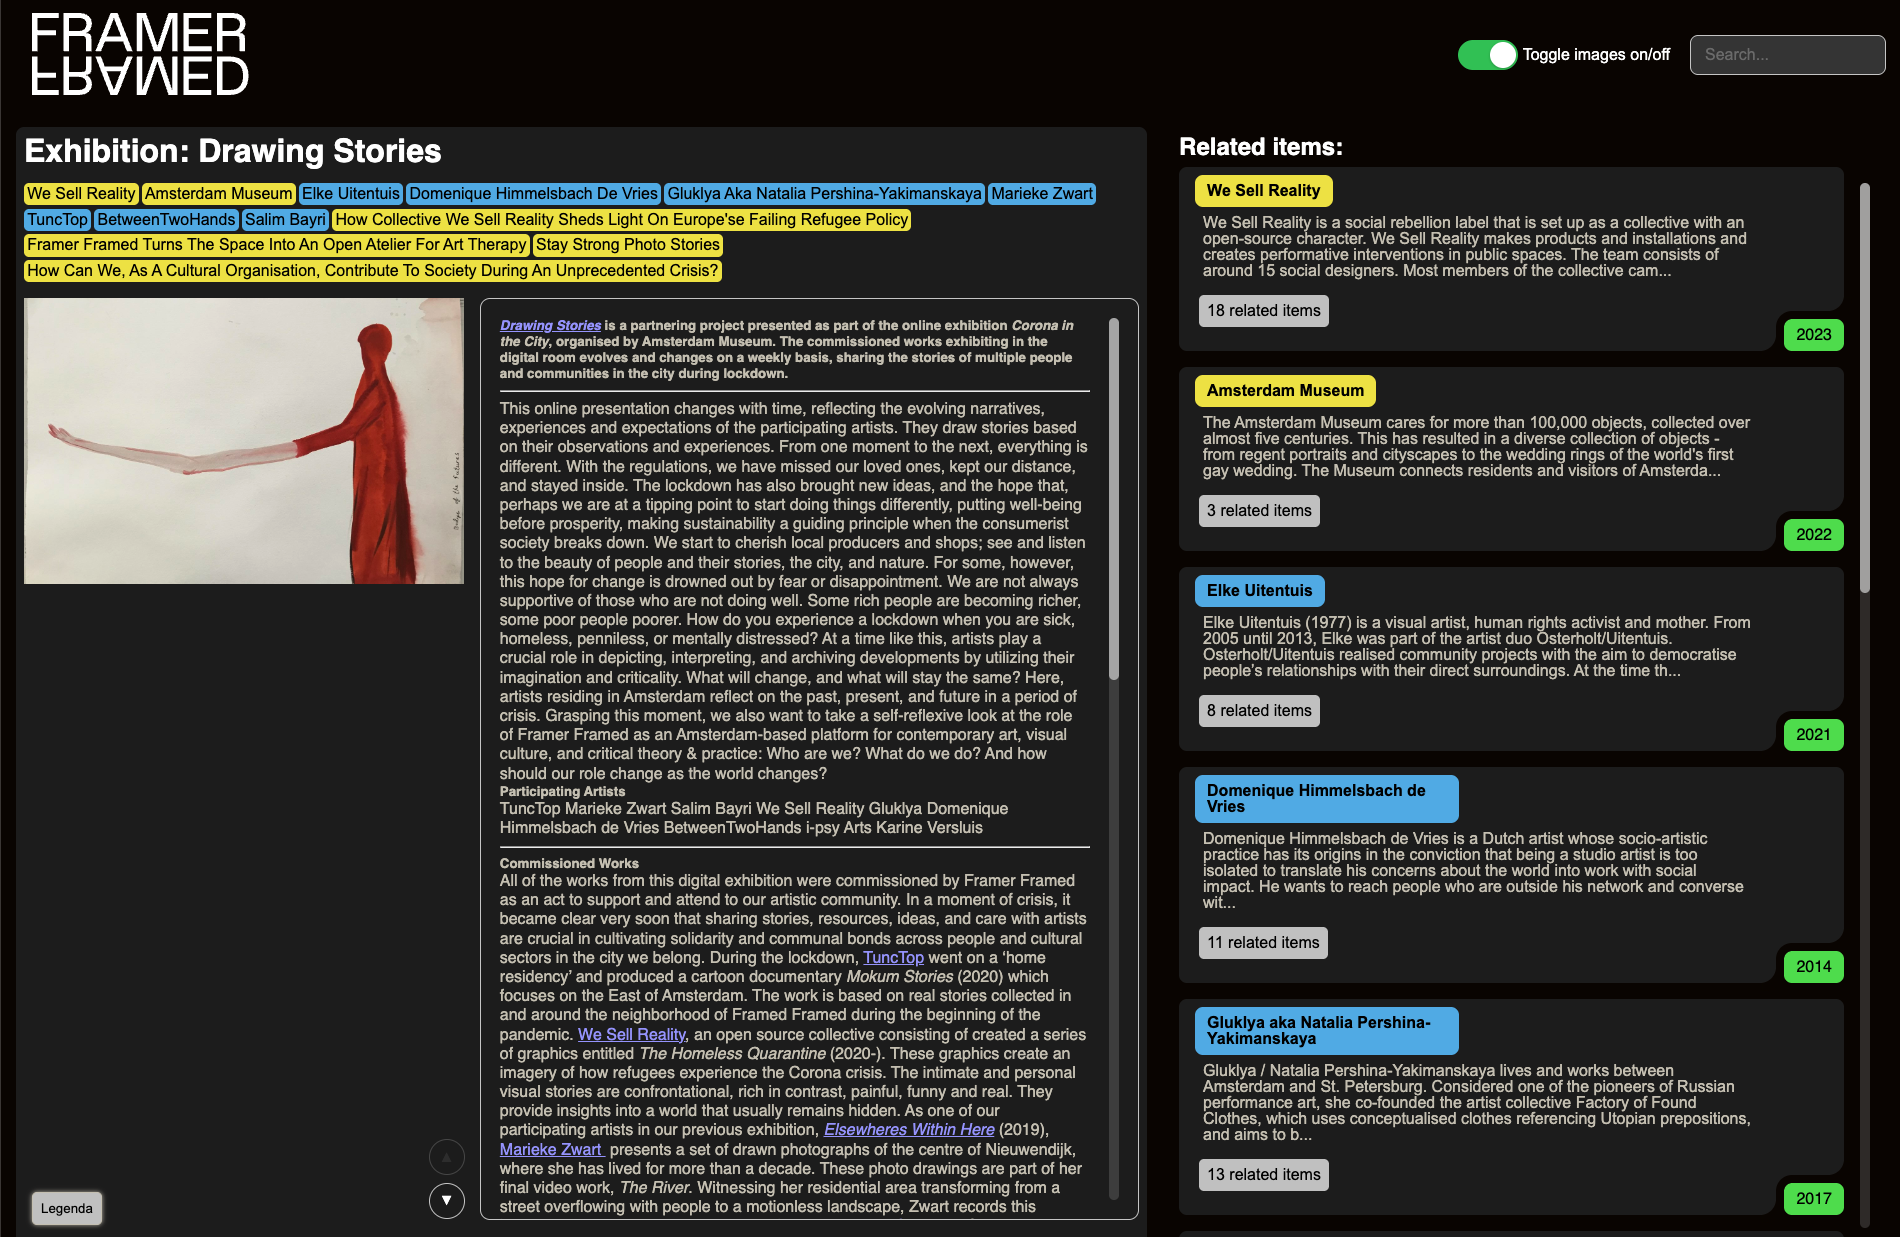 FRAMER
FRAMED
Toggle images on/off
Search...
Exhibition: Drawing Stories
We Sell Reality Amsterdam Museum Elke Uitentuis Domenique Himmelsbach De Vries Gluklya Aka Natalia Pershina-Yakimanskaya Marieke Zwart
TuncTop BetweenTwoHands Salim Bayri How Collective We Sell Reality Sheds Light On Europe'se Failing Refugee Policy
Framer Framed Turns The Space Into An Open Atelier For Art Therapy Stay Strong Photo Stories
How Can We, As A Cultural Organisation, Contribute To Society During An Unprecedented Crisis?
Drawing Stories is a partnering project presented as part of the online exhibition Corona in
the City, organised by Amsterdam Museum. The commissioned works exhibiting in the
digital room evolves and changes on a weekly basis, sharing the stories of multiple people
and communities in the city during lockdown.
This online presentation changes with time, reflecting the evolving narratives,
experiences and expectations of the participating artists. They draw stories based
on their observations and experiences. From one moment to the next, everything is
different. With the regulations, we have missed our loved ones, kept our distance,
and stayed inside. The lockdown has also brought new ideas, and the hope that,
perhaps we are at a tipping point to start doing things differently, putting well-being
before prosperity, making sustainability a guiding principle when the consumerist
society breaks down. We start to cherish local producers and shops; see and listen
to the beauty of people and their stories, the city, and nature. For some, however,
this hope for change is drowned out by fear or disappointment. We are not always
supportive of those who are not doing well. Some rich people are becoming richer,
some poor people poorer. How do you experience a lockdown when you are sick,
homeless, penniless, or mentally distressed? At a time like this, artists play a
crucial role in depicting, interpreting, and archiving developments by utilizing their
imagination and criticality. What will change, and what will stay the same? Here,
artists residing in Amsterdam reflect on the past, present, and future in a period of
crisis. Grasping this moment, we also want to take a self-reflexive look at the role
of Framer Framed as an Amsterdam-based platform for contemporary art, visual
culture, and critical theory & practice: Who are we? What do we do? And how
should our role change as the world changes?
Participating Artists
TuncTop Marieke Zwart Salim Bayri We Sell Reality Gluklya Domenique
Himmelsbach de Vries BetweenTwoHands i-psy Arts Karine Versluis
Commissioned Works
All of the works from this digital exhibition were commissioned by Framer Framed
as an act to support and attend to our artistic community. In a moment of crisis, it
became clear very soon that sharing stories, resources, ideas, and care with artists
are crucial in cultivating solidarity and communal bonds across people and cultural
sectors in the city we belong. During the lockdown, TuncTop went on a ‘home
residency’ and produced a cartoon documentary Mokum Stories (2020) which
focuses on the East of Amsterdam. The work is based on real stories collected in
and around the neighborhood of Framed Framed during the beginning of the
pandemic. We Sell Reality, an open source collective consisting of created a series
of graphics entitled The Homeless Quarantine (2020-). These graphics create an
imagery of how refugees experience the Corona crisis. The intimate and personal
visual stories are confrontational, rich in contrast, painful, funny and real. They
provide insights into a world that usually remains hidden. As one of our
participating artists in our previous exhibition, Elsewheres Within Here (2019),
Marieke Zwart presents a set of drawn photographs of the centre of Nieuwendijk,
where she has lived for more than a decade. These photo drawings are part of her
final video work, The River. Witnessing her residential area transforming from a
street overflowing with people to a motionless landscape, Zwart records this
Legenda
Related items:
We Sell Reality
We Sell Reality is a social rebellion label that is set up as a collective with an
open-source character. We Sell Reality makes products and installations and
creates performative interventions in public spaces. The team consists of
around 15 social designers. Most members of the collective cam...
18 related items
2023
Amsterdam Museum
The Amsterdam Museum cares for more than 100,000 objects, collected over
almost five centuries. This has resulted in a diverse collection of objects -
from regent portraits and cityscapes to the wedding rings of the world's first
gay wedding. The Museum connects residents and visitors of Amsterda...
3 related items
2022
Elke Uitentuis
Elke Uitentuis (1977) is a visual artist, human rights activist and mother. From
2005 until 2013, Elke was part of the artist duo Osterholt/Uitentuis.
Osterholt/Uitentuis realised community projects with the aim to democratise
people’s relationships with their direct surroundings. At the time th...
8 related items
2021
Domenique Himmelsbach de
Vries
Domenique Himmelsbach de Vries is a Dutch artist whose socio-artistic
practice has its origins in the conviction that being a studio artist is too
isolated to translate his concerns about the world into work with social
impact. He wants to reach people who are outside his network and converse
wit...
11 related items
2014
Gluklya aka Natalia Pershina-
Yakimanskaya
Gluklya / Natalia Pershina-Yakimanskaya lives and works between
Amsterdam and St. Petersburg. Considered one of the pioneers of Russian
performance art, she co-founded the artist collective Factory of Found
Clothes, which uses conceptualised clothes referencing Utopian prepositions,
and aims to b...
13 related items
2017